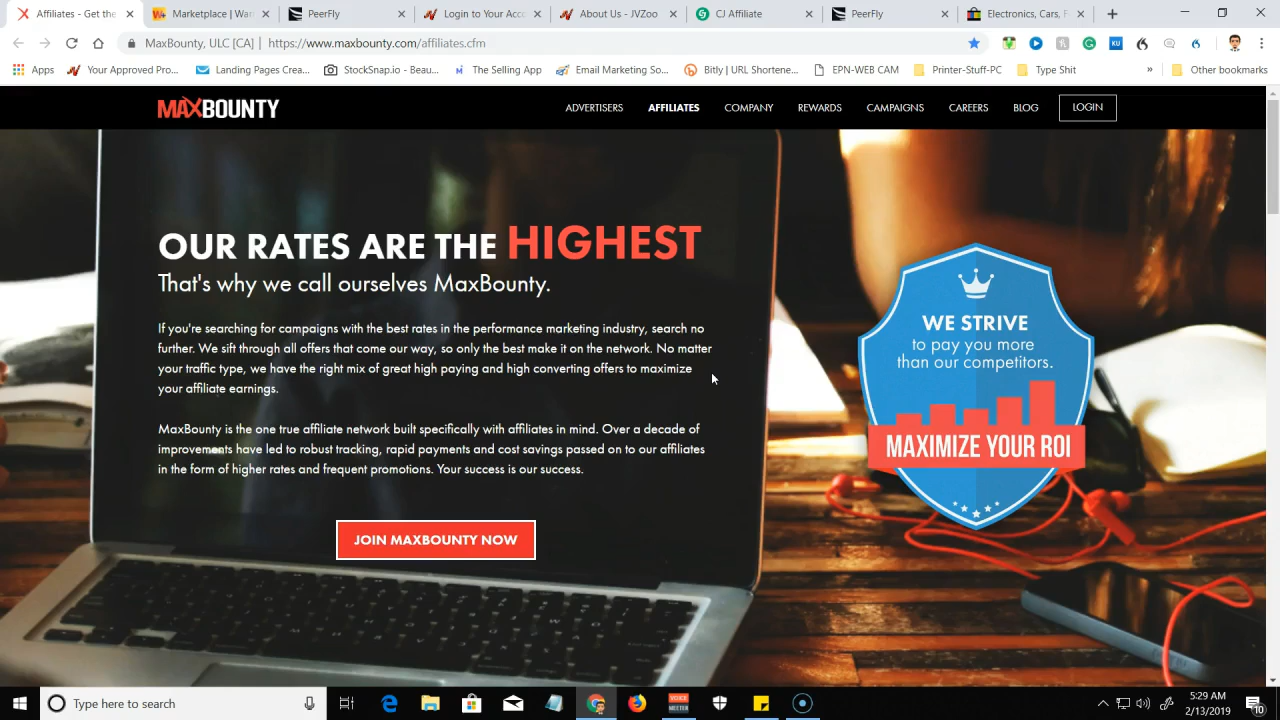 Affiliates - Get the
Marketplace | War
PeerFly
Login to Your Acco
About Us - JVZoo
CJ Affiliate
PeerFly
Electronics, Cars, F
MaxBounty, ULC [CA] | https://www.maxbounty.com/affiliates.cfm
Apps
Your Approved Pro...
Landing Pages Crea...
StockSnap.io - Beau...
The Selling App
Email Marketing So...
Bitly | URL Shortene...
EPN-WEB CAM
Printer-Stuff-PC
Type Shit
»
Other bookmarks
MAXBOUNTY
ADVERTISERS
AFFILIATES
COMPANY
REWARDS
CAMPAIGNS
CAREERS
BLOG
LOGIN
OUR RATES ARE THE HIGHEST
That's why we call ourselves MaxBounty.
If you're searching for campaigns with the best rates in the performance marketing industry, search no
further. We sift through all offers that come our way, so only the best make it on the network. No matter
your traffic type, we have the right mix of great high paying and high converting offers to maximize
your affiliate earnings.
MaxBounty is the one true affiliate network built specifically with affiliates in mind. Over a decade of
improvements have led to robust tracking, rapid payments and cost savings passed on to our affiliates
in the form of higher rates and frequent promotions. Your success is our success.
JOIN MAXBOUNTY NOW
WE STRIVE
to pay you more
than our competitors.
MAXIMIZE YOUR ROI
Type here to search
VOICE
MEETER
5:29 AM
2/13/2019
10